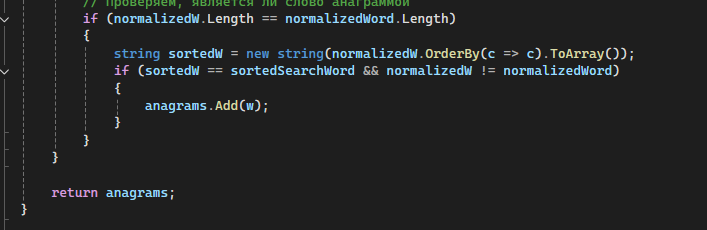 // Проверяем, является ли слово анаграммой
if (normalizedW.Length == normalizedWord.Length)
{
string sortedW = new string(normalizedW.OrderBy(c => c).ToArray());
if (sortedW == sortedSearchWord && normalizedW != normalizedWord)
{
anagrams.Add(w);
}
}
}
return anagrams;
}